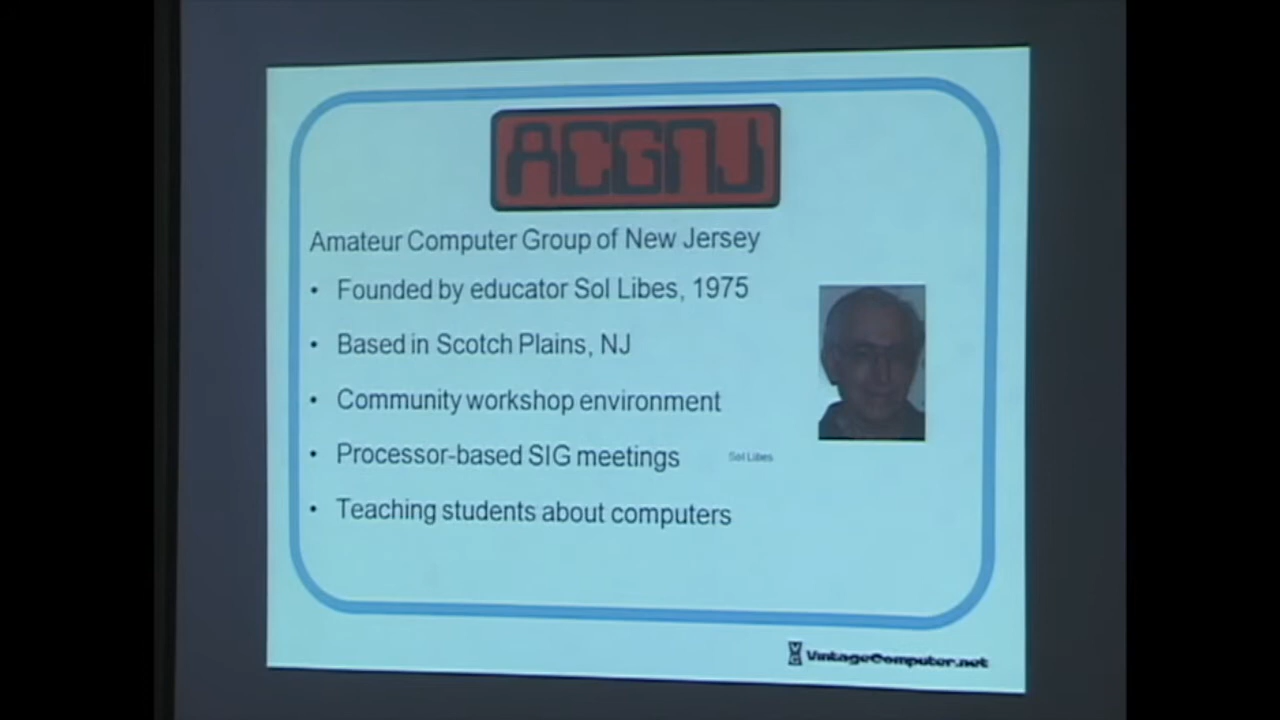 ACGNJ
Amateur Computer Group of New Jersey
• Founded by educator Sol Libes, 1975
• Based in Scotch Plains, NJ
• Community workshop environment
• Processor-based SIG meetings
Sol Libes
• Teaching students about computers
VintageComputer.net